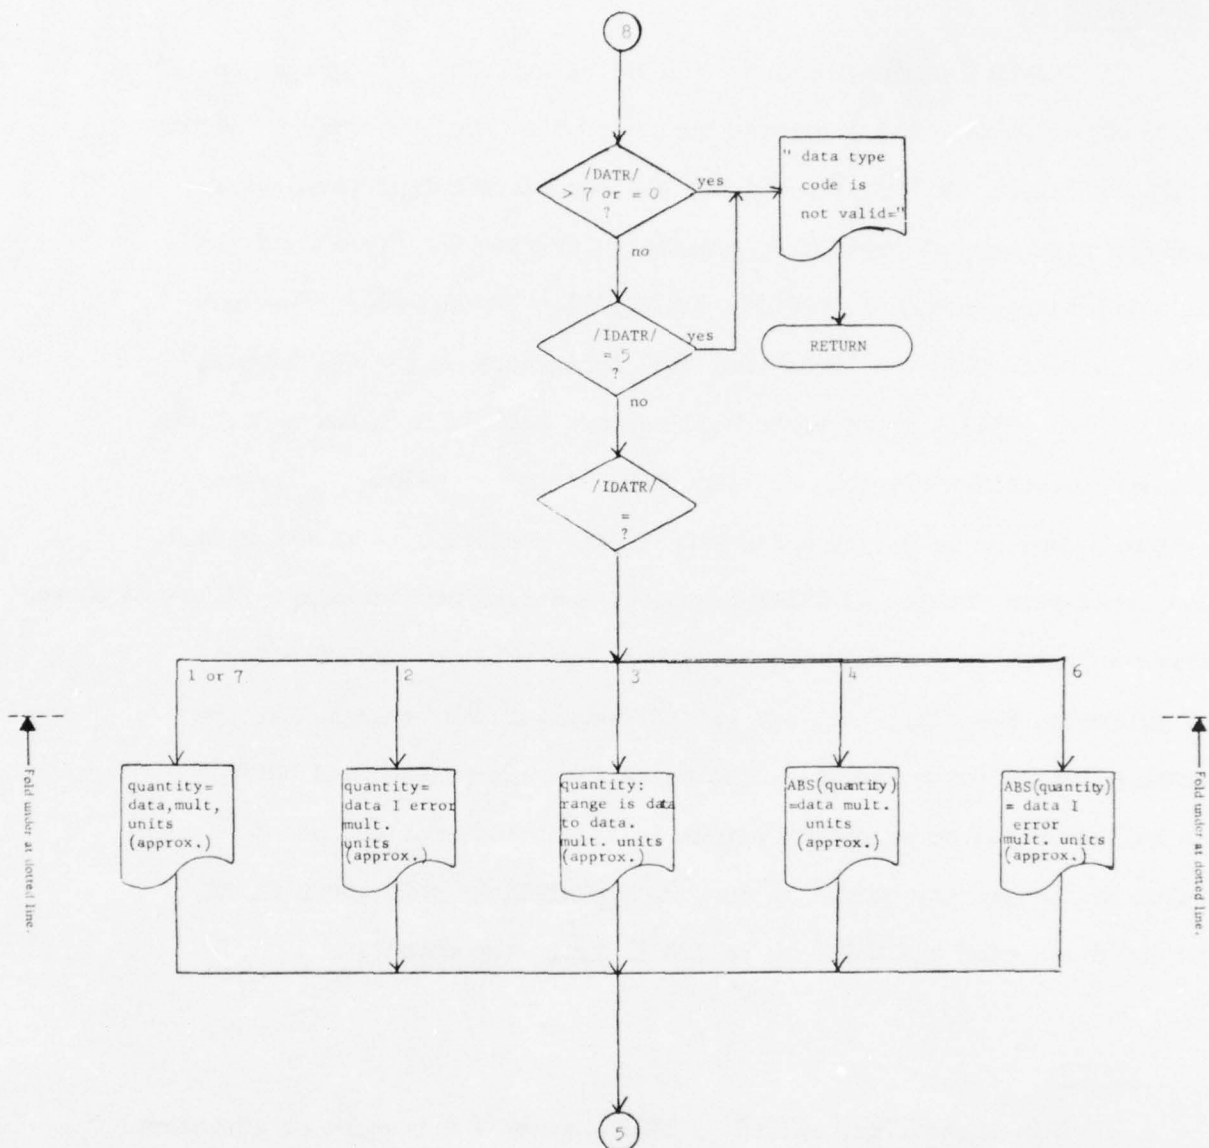 8
/DATR/
> 7 or = 0
?
yes
" data type
code is
not valid="
no
/IDATR/
= 5
?
yes
RETURN
no
/IDATR/
=
?
1 or 7
2
3
4
6
quantity=
data,mult,
units
(approx.)
quantity=
data I error
mult.
units
(approx.)
quantity:
range is data
to data.
mult. units
(approx.)
ABS(quantity)
=data mult.
units
(approx.)
ABS(quantity)
= data I
error
mult. units
(approx.)
Fold under at dotted line.
Fold under at dotted line.
5